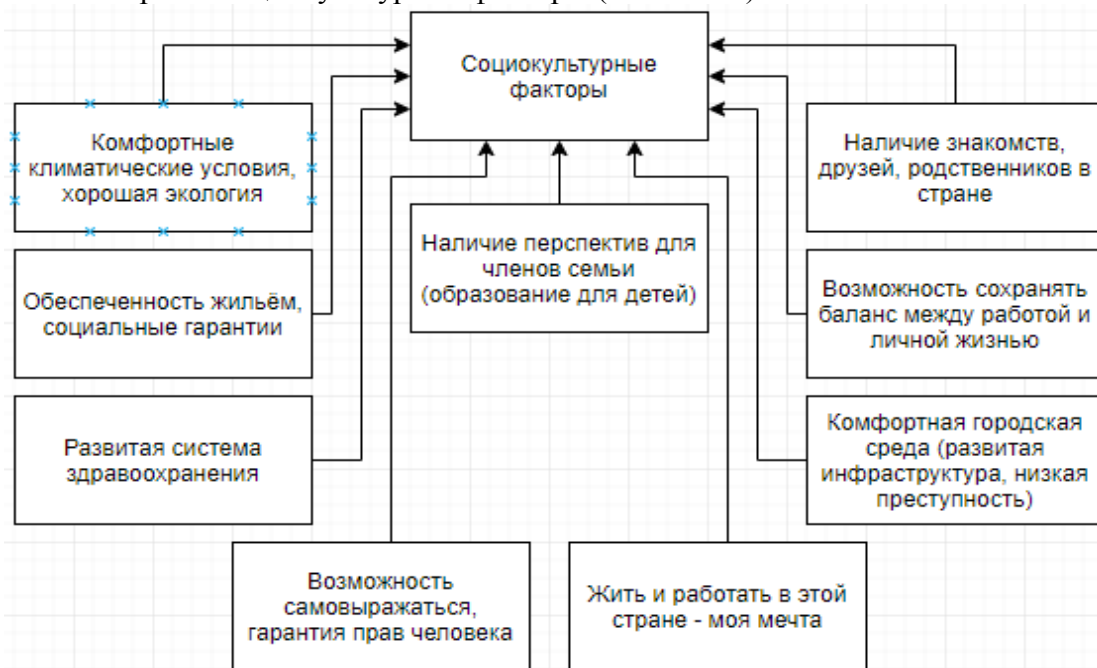 Социокультурные
факторы
Комфортные
климатические условия,
хорошая экология
Наличие знакомств,
друзей, родственников в
стране
Наличие перспектив для
членов семьи
(образование для детей)
Обеспеченность жильём,
социальные гарантии
Возможность сохранять
баланс между работой и
личной жизнью
Развитая система
здравоохранения
Комфортная городская
среда (развитая
инфраструктура, низкая
преступность)
Возможность
самовыражаться,
гарантия прав человека
Жить и работать в этой
стране - моя мечта